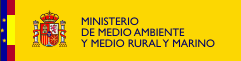 MINISTERIO
DE MEDIO AMBIENTE
Y MEDIO RURAL Y MARINO